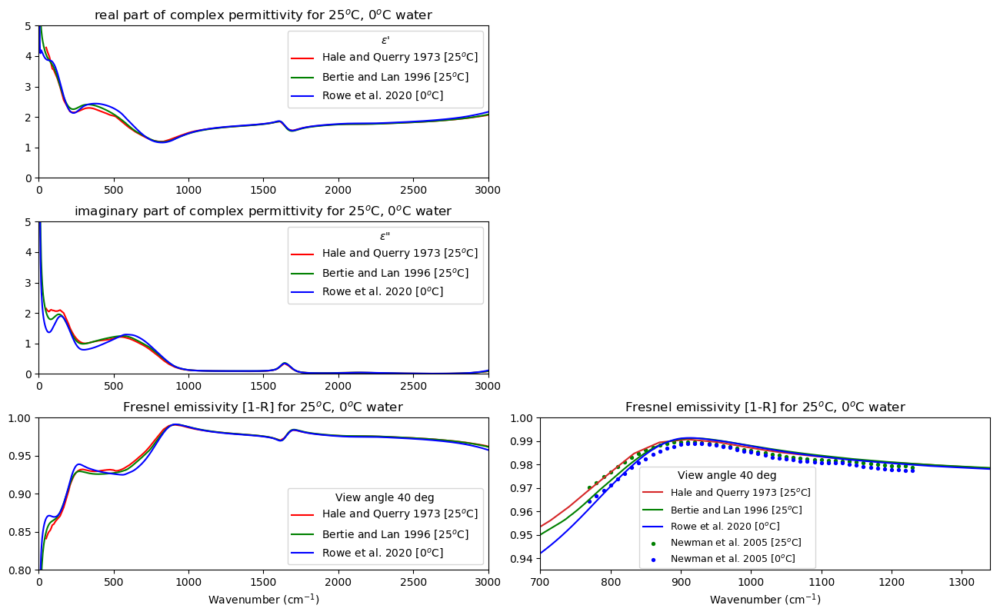 real part of complex permittivity for 25°C, 0°C water
5
4
3
2
1
0
ε'
Hale and Querry 1973 [25°C]
Bertie and Lan 1996 [25°C]
Rowe et al. 2020 [0°C]
0 500 1000 1500 2000 2500 3000
imaginary part of complex permittivity for 25°C, 0°C water
5
4
3
2
1
0
ε"
Hale and Querry 1973 [25°C]
Bertie and Lan 1996 [25°C]
Rowe et al. 2020 [0°C]
0 500 1000 1500 2000 2500 3000
Fresnel emissivity [1-R] for 25°C, 0°C water
1.00
0.95
0.90
0.85
0.80
View angle 40 deg
Hale and Querry 1973 [25°C]
Bertie and Lan 1996 [25°C]
Rowe et al. 2020 [0°C]
0 500 1000 1500 2000 2500 3000
Wavenumber (cm⁻¹)
Fresnel emissivity [1-R] for 25°C, 0°C water
1.00
0.99
0.98
0.97
0.96
0.95
0.94
View angle 40 deg
Hale and Querry 1973 [25°C]
Bertie and Lan 1996 [25°C]
Rowe et al. 2020 [0°C]
Newman et al. 2005 [25°C]
Newman et al. 2005 [0°C]
700 800 900 1000 1100 1200 1300
Wavenumber (cm⁻¹)